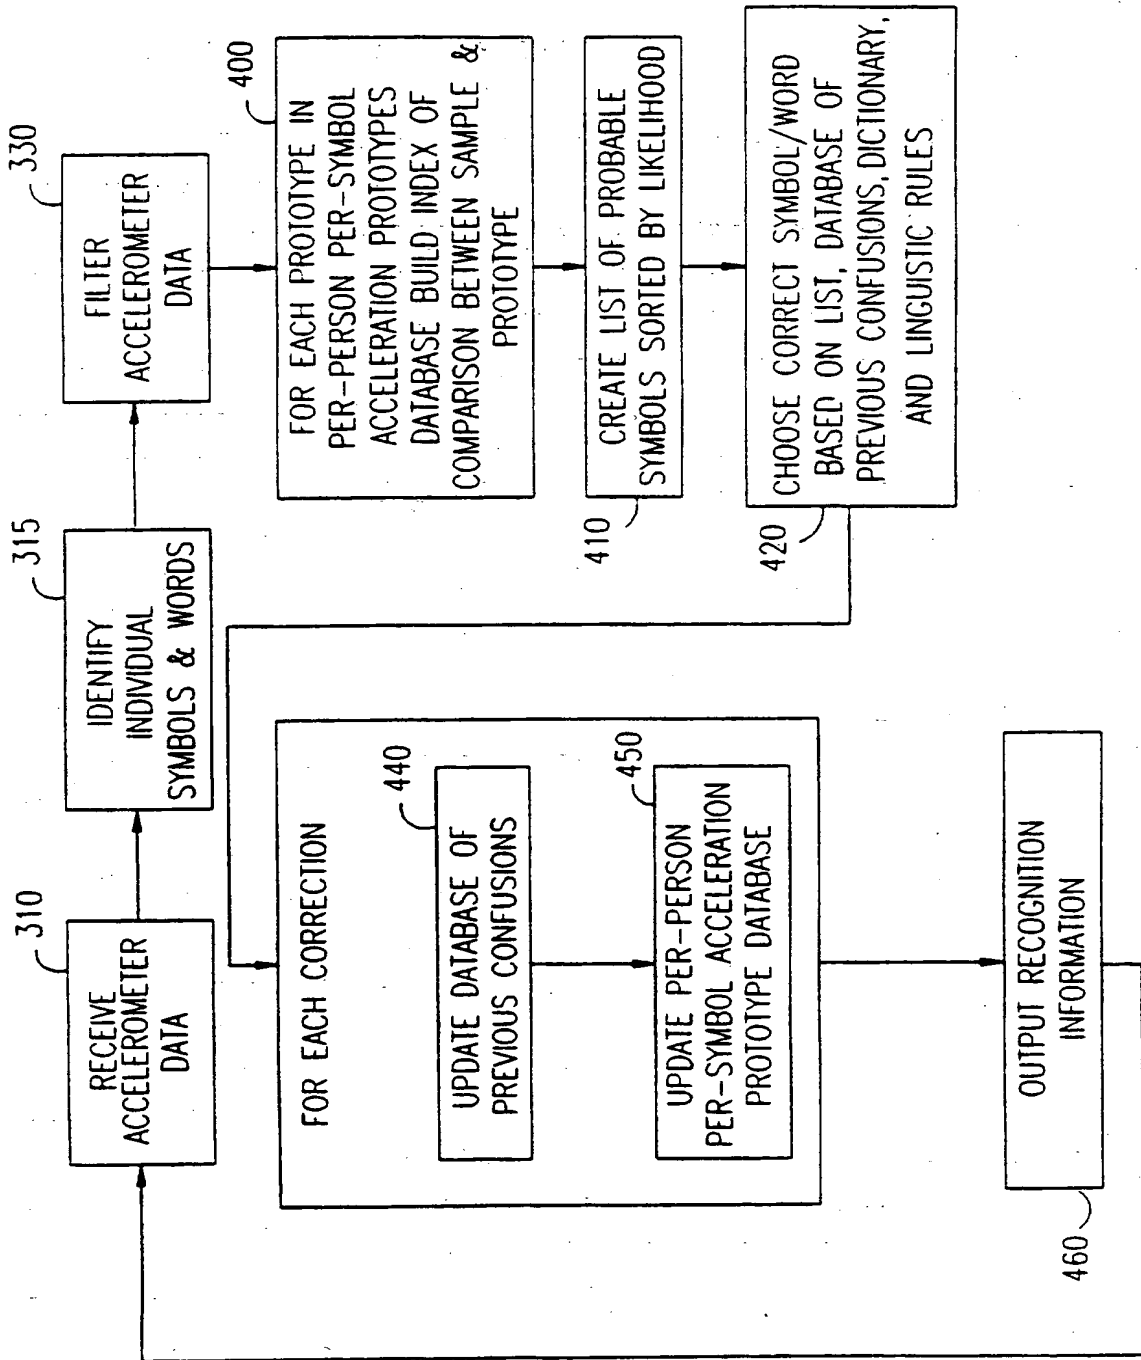 310
RECEIVE
ACCELEROMETER
DATA
315
IDENTIFY
INDIVIDUAL
SYMBOLS & WORDS
330
FILTER
ACCELEROMETER
DATA
400
FOR EACH PROTOTYPE IN
PER-PERSON PER-SYMBOL
ACCELERATION PROTOTYPES
DATABASE BUILD INDEX OF
COMPARISON BETWEEN SAMPLE &
PROTOTYPE
410
CREATE LIST OF PROBABLE
SYMBOLS SORTED BY LIKELIHOOD
420
CHOOSE CORRECT SYMBOL/WORD
BASED ON LIST, DATABASE OF
PREVIOUS CONFUSIONS, DICTIONARY,
AND LINGUISTIC RULES
FOR EACH CORRECTION
440
UPDATE DATABASE OF
PREVIOUS CONFUSIONS
450
UPDATE PER-PERSON
PER-SYMBOL ACCELERATION
PROTOTYPE DATABASE
460
OUTPUT RECOGNITION
INFORMATION